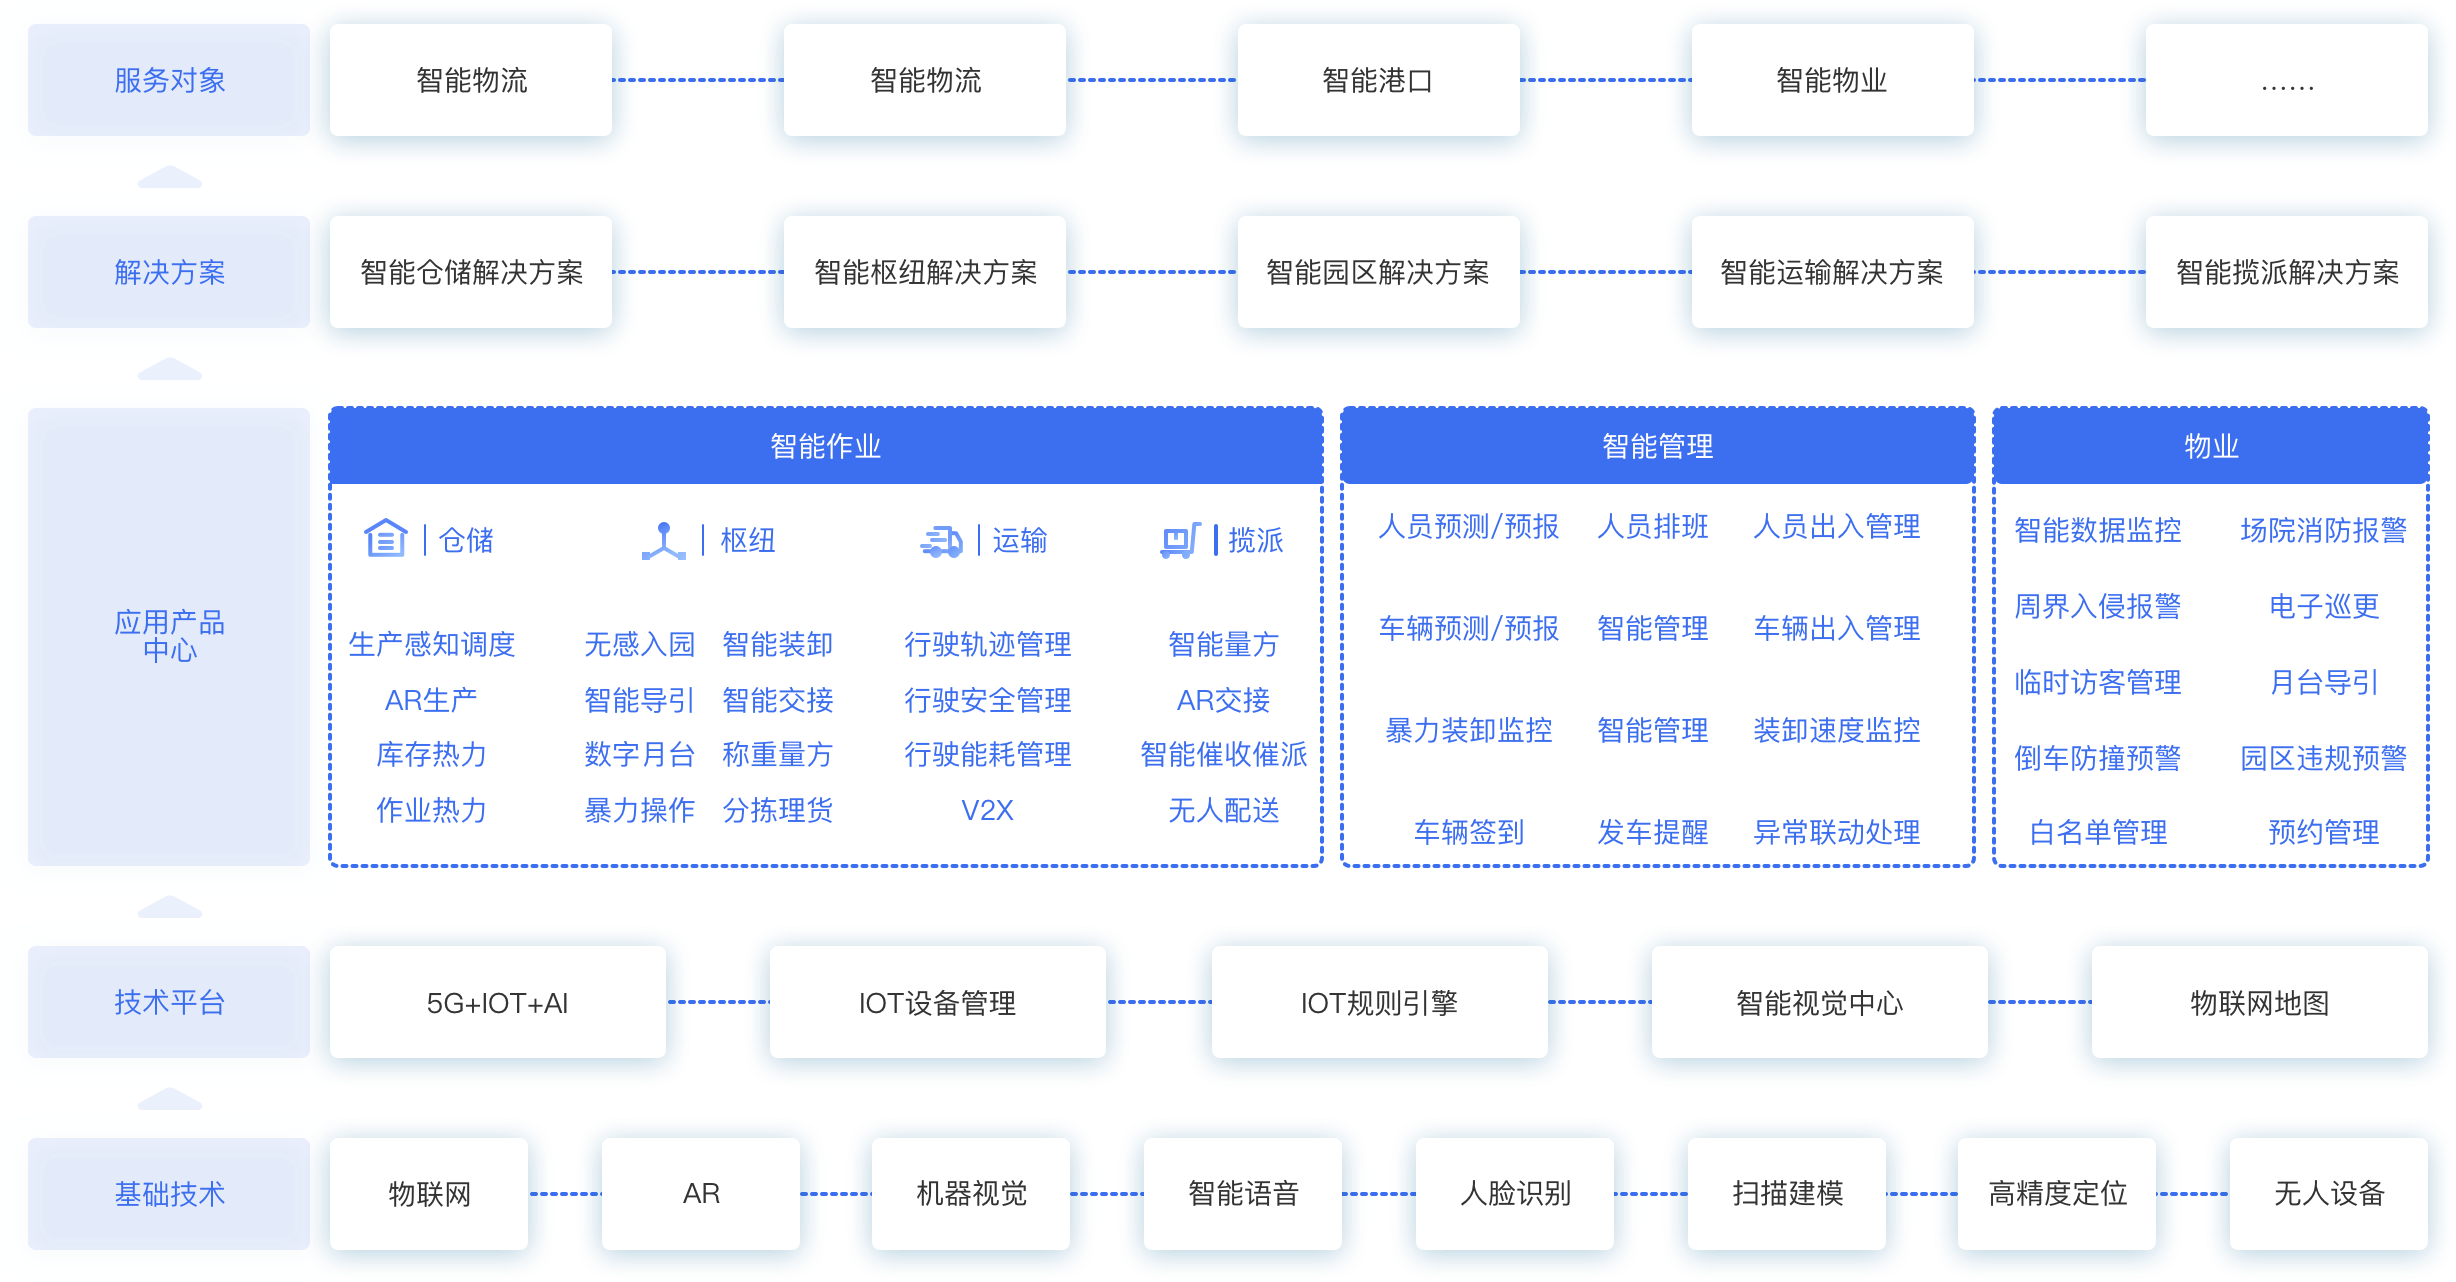 服务对象
智能物流
智能物流
智能港口
智能物业
……
解决方案
智能仓储解决方案
智能枢纽解决方案
智能园区解决方案
智能运输解决方案
智能揽派解决方案
应用产品
中心
智能作业
仓储
枢纽
运输
揽派
生产感知调度
无感入园
智能装卸
行驶轨迹管理
智能量方
AR生产
智能导引
智能交接
行驶安全管理
AR交接
库存热力
数字月台
称重量方
行驶能耗管理
智能催收催派
作业热力
暴力操作
分拣理货
V2X
无人配送
智能管理
人员预测/预报
人员排班
人员出入管理
车辆预测/预报
智能管理
车辆出入管理
暴力装卸监控
智能管理
装卸速度监控
车辆签到
发车提醒
异常联动处理
物业
智能数据监控
场院消防报警
周界入侵报警
电子巡更
临时访客管理
月台导引
倒车防撞预警
园区违规预警
白名单管理
预约管理
技术平台
5G+IOT+AI
IOT设备管理
IOT规则引擎
智能视觉中心
物联网地图
基础技术
物联网
AR
机器视觉
智能语音
人脸识别
扫描建模
高精度定位
无人设备